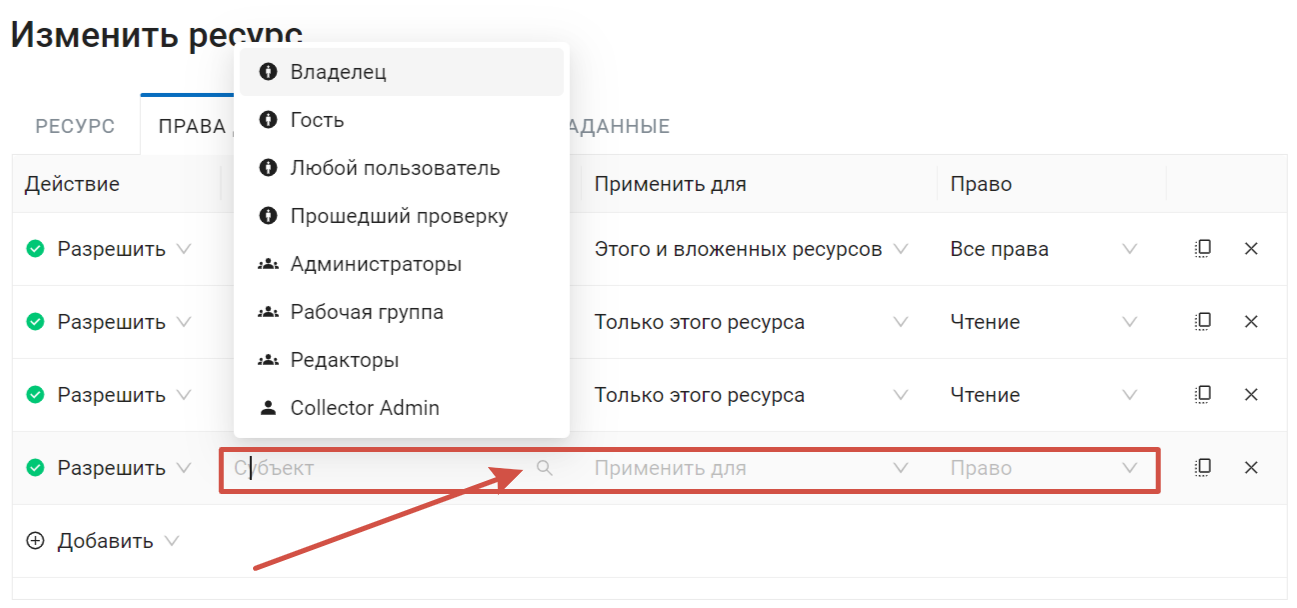 Изменить ресурс
Владелец
Гость
Любой пользователь
Прошедший проверку
Администраторы
Рабочая группа
Редакторы
Collector Admin
РЕСУРС ПРАВА АДАННЫЕ
Действие Применить для Право
Разрешить Этого и вложенных ресурсов Все права
Разрешить Только этого ресурса Чтение
Разрешить Только этого ресурса Чтение
Разрешить Субъект Применить для Право
Добавить